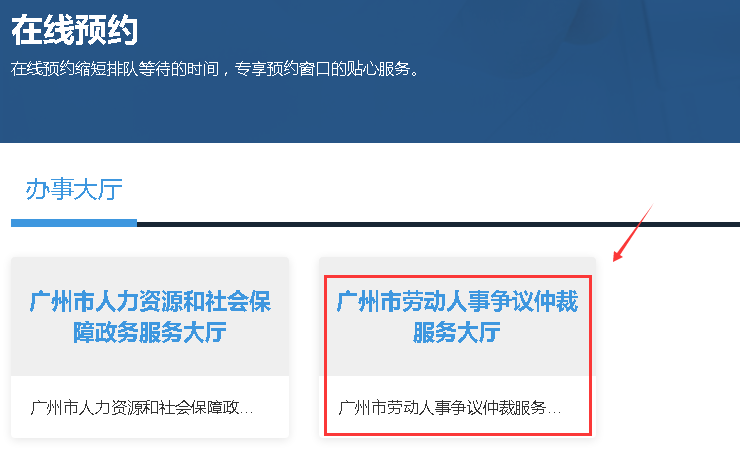 在线预约
在线预约缩短排队等待的时间，专享预约窗口的贴心服务。
办事大厅
广州市人力资源和社会保
障政务服务大厅
广州市人力资源和社会保障政...
广州市劳动人事争议仲裁
服务大厅
广州市劳动人事争议仲裁服务...